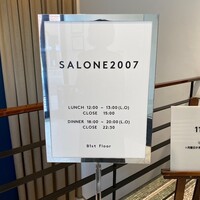 SALONE2007
LUNCH 12:00 - 13:00 (L.O)
CLOSE 15:00
DINNER 18:00 - 20:00 (L.O)
CLOSE 22:30
B1st Floor
11